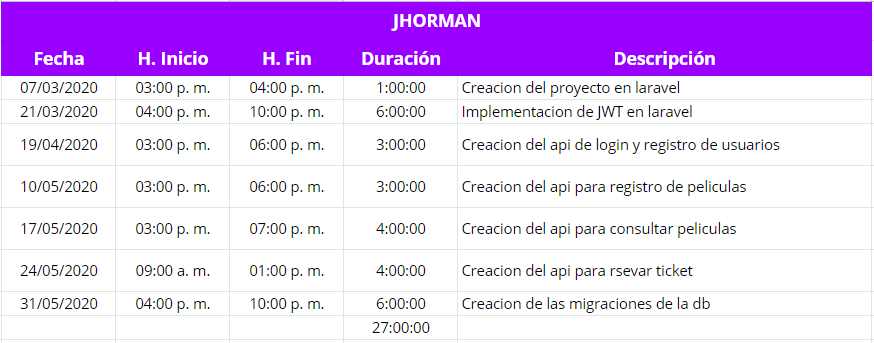 JHORMAN
Fecha H. Inicio H. Fin Duración Descripción
07/03/2020 03:00 p. m. 04:00 p. m. 1:00:00 Creacion del proyecto en laravel
21/03/2020 04:00 p. m. 10:00 p. m. 6:00:00 Implementacion de JWT en laravel
19/04/2020 03:00 p. m. 06:00 p. m. 3:00:00 Creacion del api de login y registro de usuarios
10/05/2020 03:00 p. m. 06:00 p. m. 3:00:00 Creacion del api para registro de peliculas
17/05/2020 03:00 p. m. 07:00 p. m. 4:00:00 Creacion del api para consultar peliculas
24/05/2020 09:00 a. m. 01:00 p. m. 4:00:00 Creacion del api para rsevar ticket
31/05/2020 04:00 p. m. 10:00 p. m. 6:00:00 Creacion de las migraciones de la db
27:00:00